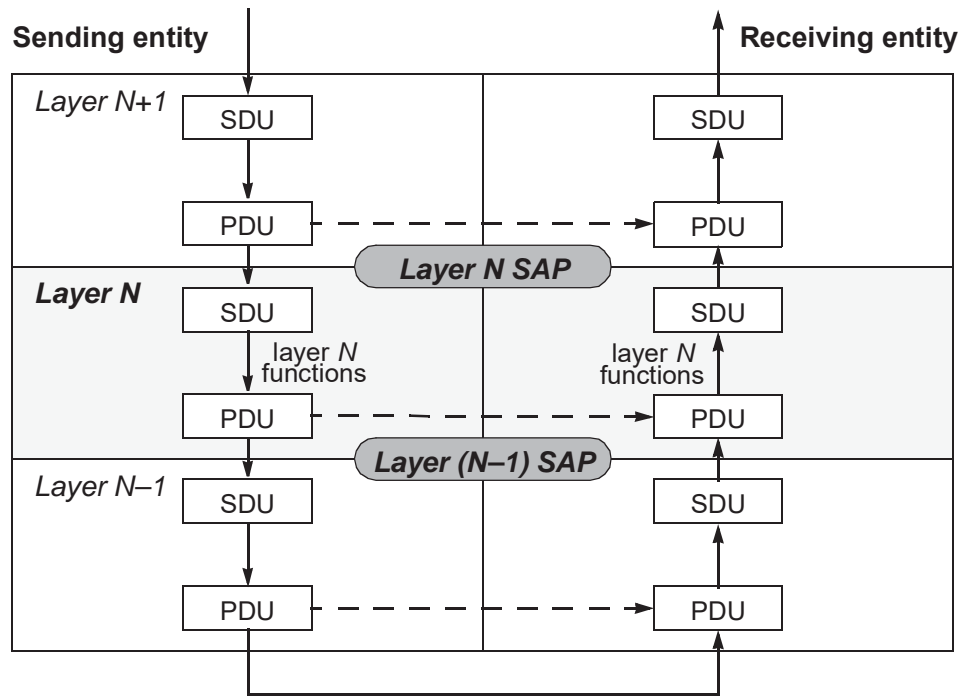 Sending entity
Receiving entity
Layer N+1
SDU
SDU
PDU
PDU
Layer N SAP
Layer N
SDU
SDU
layer N
functions
layer N
functions
PDU
PDU
Layer (N–1) SAP
Layer N–1
SDU
SDU
PDU
PDU